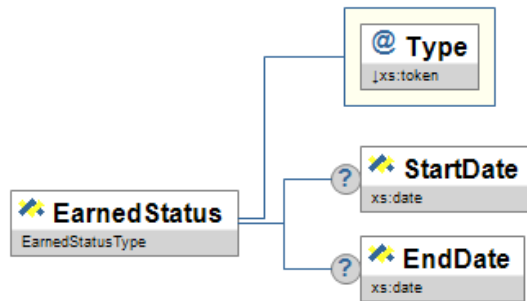 @ Type
↓xs:token
? StartDate
xs:date
EarnedStatus
EarnedStatusType
? EndDate
xs:date